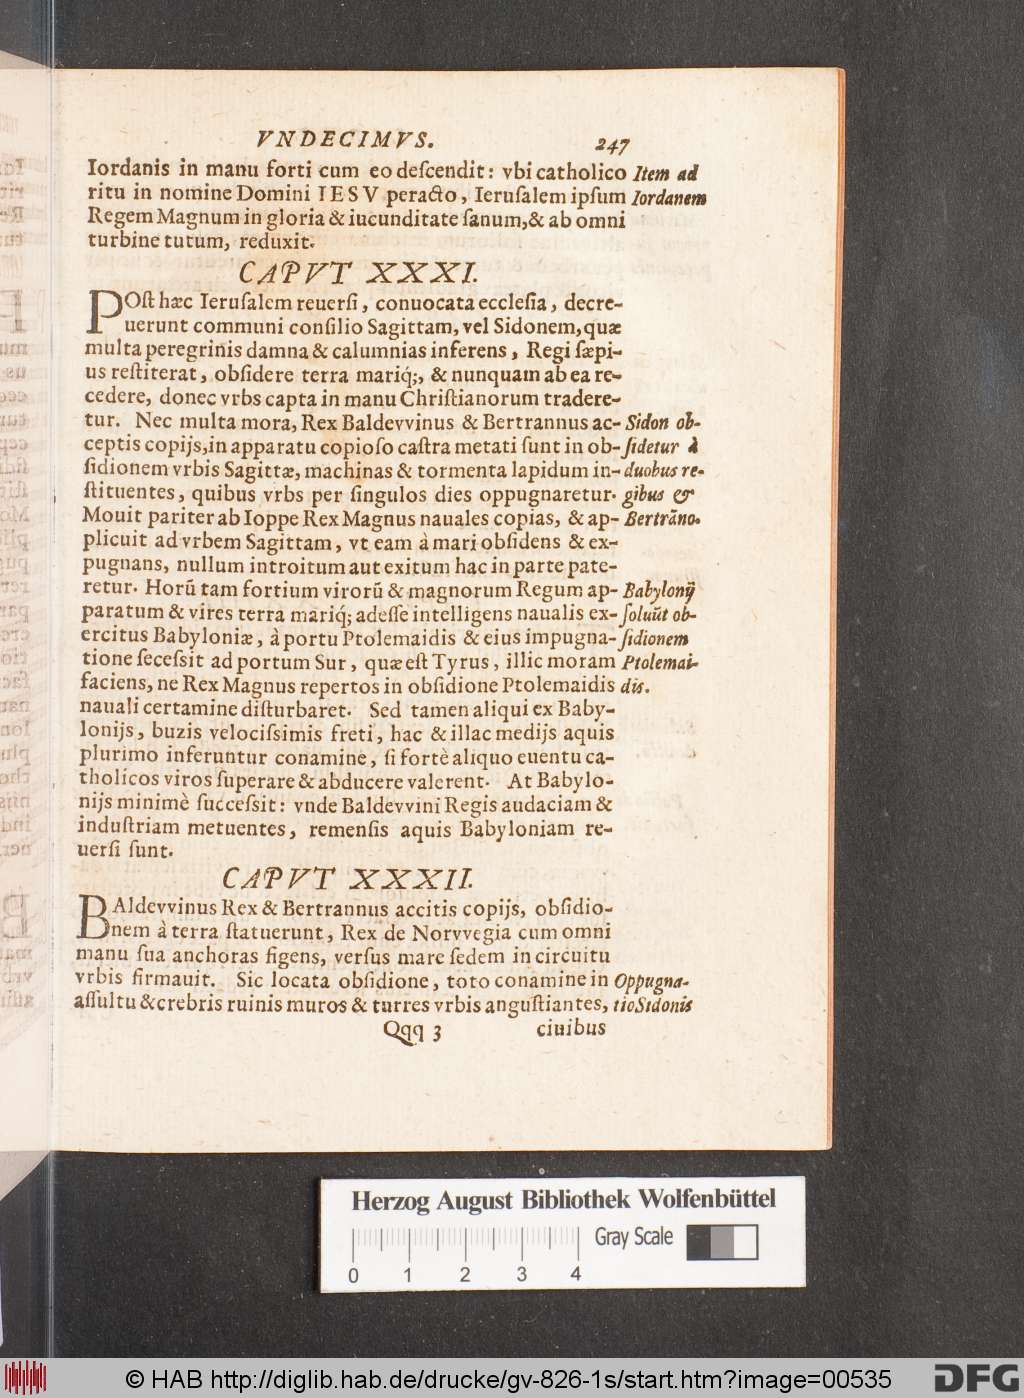 VNDECIMVS. 247
Iordanis in manu forti cum eo deſcendit: vbi catholico Item ad
ritu in nomine Domini IESV peracto, Ieruſalem ipſum Iordanem
Regem Magnum in gloria & iucunditate ſanum, & ab omni
turbine tutum, reduxit.
CAPVT XXXI.
POſt hæc Ieruſalem reuerſi, conuocata eccleſia, decre-
uerunt communi conſilio Sagittam, vel Sidonem, quæ
multa peregrinis damna & calumnias inferens, Regi ſæpi-
us reſtiterat, obſidere terra mariq́;, & nunquam ab ea re-
cedere, donec vrbs capta in manu Chriſtianorum tradere-
tur. Nec multa mora, Rex Baldevvinus & Bertrannus ac- Sidon ob-
ceptis copijs, in apparatu copioſo caſtra metati ſunt in ob- ſidetur à
ſidionem vrbis Sagittæ, machinas & tormenta lapidum in- duobus re-
ſtituentes, quibus vrbs per ſingulos dies oppugnaretur. gibus &
Mouit pariter ab Ioppe Rex Magnus nauales copias, & ap- Bertrāno.
plicuit ad vrbem Sagittam, vt eam à mari obſidens & ex-
pugnans, nullum introitum aut exitum hac in parte pate-
retur. Horū tam fortium virorū & magnorum Regum ap- Babylonij
paratum & vires terra mariq́; adeſſe intelligens naualis ex- ſoluūt ob-
ercitus Babyloniæ, à portu Ptolemaidis & eius impugna- ſidionem
tione ſeceſsit ad portum Sur, quæ eſt Tyrus, illic moram Ptolemai-
faciens, ne Rex Magnus repertos in obſidione Ptolemaidis dis.
nauali certamine diſturbaret. Sed tamen aliqui ex Baby-
lonijs, buzis velociſsimis freti, hac & illac medijs aquis
plurimo inferuntur conamine, ſi fortè aliquo euentu ca-
tholicos viros ſuperare & abducere valerent. At Babylo-
nijs minimè ſucceſsit: vnde Baldevvini Regis audaciam &
induſtriam metuentes, remenſis aquis Babyloniam re-
uerſi ſunt.
CAPVT XXXII.
BAldevvinus Rex & Bertrannus accitis copijs, obſidio-
nem à terra ſtatuerunt, Rex de Norvvegia cum omni
manu ſua anchoras figens, verſus mare ſedem in circuitu
vrbis firmauit. Sic locata obſidione, toto conamine in Oppugna-
aſſultu & crebris ruinis muros & turres vrbis anguſtiantes, tio Sidonis
Qqq 3 ciuibus
Herzog August Bibliothek Wolfenbüttel
Gray Scale
0 1 2 3 4
© HAB http://diglib.hab.de/drucke/gv-826-1s/start.htm?image=00535
DFG